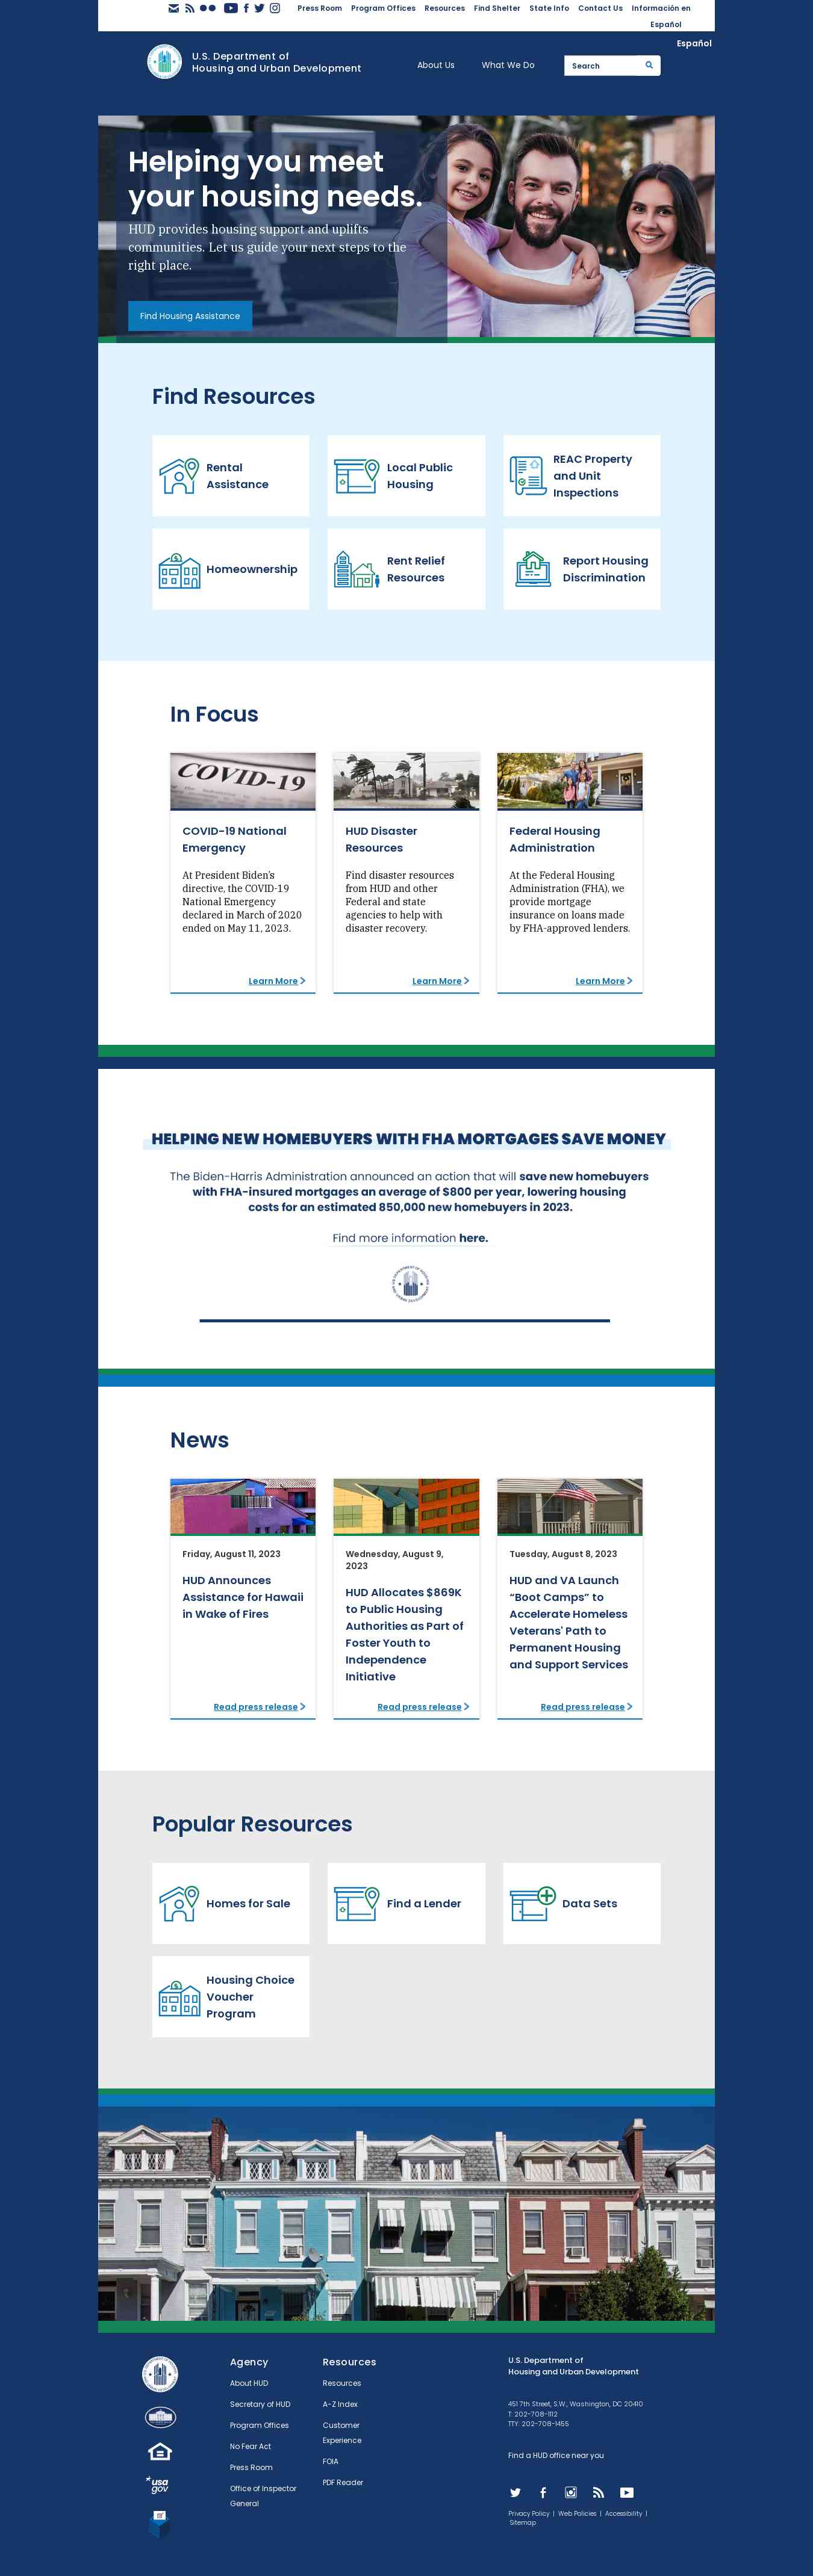 Press Room Program Offices Resources Find Shelter State Info Contact Us Información en
Español
Español
U.S. Department of
Housing and Urban Development
About Us What We Do Search
Helping you meet
your housing needs.
HUD provides housing support and uplifts
communities. Let us guide your next steps to the
right place.
Find Housing Assistance
Find Resources
Rental
Assistance
Local Public
Housing
REAC Property
and Unit
Inspections
Homeownership
Rent Relief
Resources
Report Housing
Discrimination
In Focus
COVID-19
COVID-19 National
Emergency
At President Biden's
directive, the COVID-19
National Emergency
declared in March of 2020
ended on May 11, 2023.
Learn More
HUD Disaster
Resources
Find disaster resources
from HUD and other
Federal and state
agencies to help with
disaster recovery.
Learn More
Federal Housing
Administration
At the Federal Housing
Administration (FHA), we
provide mortgage
insurance on loans made
by FHA-approved lenders.
Learn More
HELPING NEW HOMEBUYERS WITH FHA MORTGAGES SAVE MONEY
The Biden-Harris Administration announced an action that will save new homebuyers
with FHA-insured mortgages an average of $800 per year, lowering housing
costs for an estimated 850,000 new homebuyers in 2023.
Find more information here.
News
Friday, August 11, 2023
HUD Announces
Assistance for Hawaii
in Wake of Fires
Read press release
Wednesday, August 9,
2023
HUD Allocates $869K
to Public Housing
Authorities as Part of
Foster Youth to
Independence
Initiative
Read press release
Tuesday, August 8, 2023
HUD and VA Launch
“Boot Camps” to
Accelerate Homeless
Veterans' Path to
Permanent Housing
and Support Services
Read press release
Popular Resources
Homes for Sale
Find a Lender
Data Sets
Housing Choice
Voucher
Program
usa
gov
Agency
About HUD
Secretary of HUD
Program Offices
No Fear Act
Press Room
Office of Inspector
General
Resources
Resources
A-Z Index
Customer
Experience
FOIA
PDF Reader
U.S. Department of
Housing and Urban Development
451 7th Street, S.W., Washington, DC 20410
T: 202-708-1112
TTY: 202-708-1455
Find a HUD office near you
Privacy Policy | Web Policies | Accessibility |
Sitemap